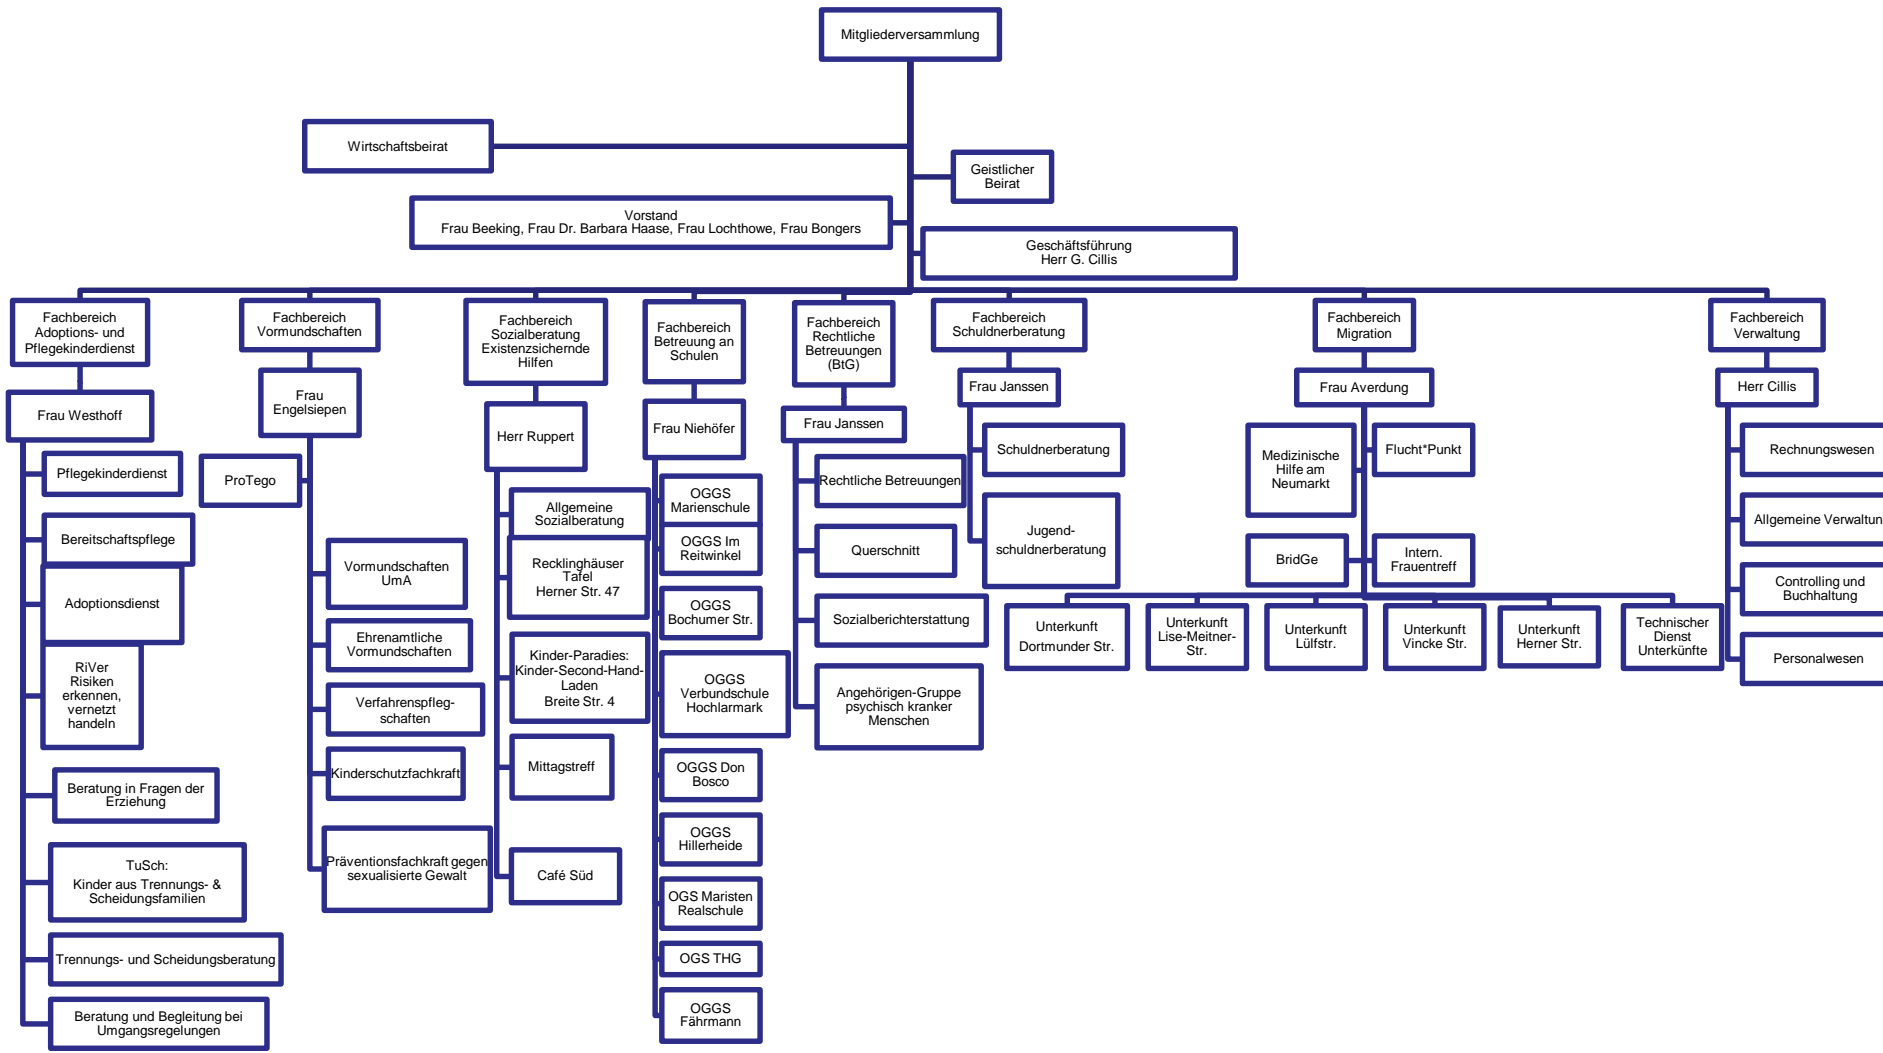 Mitgliederversammlung
Wirtschaftsbeirat
Geistlicher
Beirat
Vorstand
Frau Beeking, Frau Dr. Barbara Haase, Frau Lochthowe, Frau Bongers
Geschäftsführung
Herr G. Cillis
Fachbereich
Adoptions- und
Pflegekinderdienst
Frau Westhoff
Pflegekinderdienst
Bereitschaftspflege
Adoptionsdienst
RiVer
Risiken
erkennen,
vernetzt
handeln
Beratung in Fragen der
Erziehung
TuSch:
Kinder aus Trennungs- &
Scheidungsfamilien
Trennungs- und Scheidungsberatung
Beratung und Begleitung bei
Umgangsregelungen
Fachbereich
Vormundschaften
Frau
Engelsiepen
ProTego
Vormundschaften
UmA
Ehrenamtliche
Vormundschaften
Verfahrenspfleg-
schaften
Kinderschutzfachkraft
Präventionsfachkraft gegen
sexualisierte Gewalt
Fachbereich
Sozialberatung
Existenzsichernde
Hilfen
Herr Ruppert
Allgemeine
Sozialberatung
Recklinghäuser
Tafel
Herner Str. 47
Kinder-Paradies:
Kinder-Second-Hand-
Laden
Breite Str. 4
Mittagstreff
Café Süd
Fachbereich
Betreuung an
Schulen
Frau Niehöfer
OGGS
Marienschule
OGGS Im
Reitwinkel
OGGS
Bochumer Str.
OGGS
Verbundschule
Hochlarmark
OGGS Don
Bosco
OGGS
Hillerheide
OGS Maristen
Realschule
OGS THG
OGGS
Fährmann
Fachbereich
Rechtliche
Betreuungen
(BtG)
Frau Janssen
Rechtliche Betreuungen
Querschnitt
Sozialberichterstattung
Angehörigen-Gruppe
psychisch kranker
Menschen
Fachbereich
Schuldnerberatung
Frau Janssen
Schuldnerberatung
Jugend-
schuldnerberatung
Fachbereich
Migration
Frau Averdung
Medizinische
Hilfe am
Neumarkt
Flucht*Punkt
BridGe
Intern.
Frauentreff
Unterkunft
Dortmunder Str.
Unterkunft
Lise-Meitner-
Str.
Unterkunft
Lülfstr.
Unterkunft
Vincke Str.
Unterkunft
Herner Str.
Technischer
Dienst
Unterkünfte
Fachbereich
Verwaltung
Herr Cillis
Rechnungswesen
Allgemeine Verwaltun
Controlling und
Buchhaltung
Personalwesen